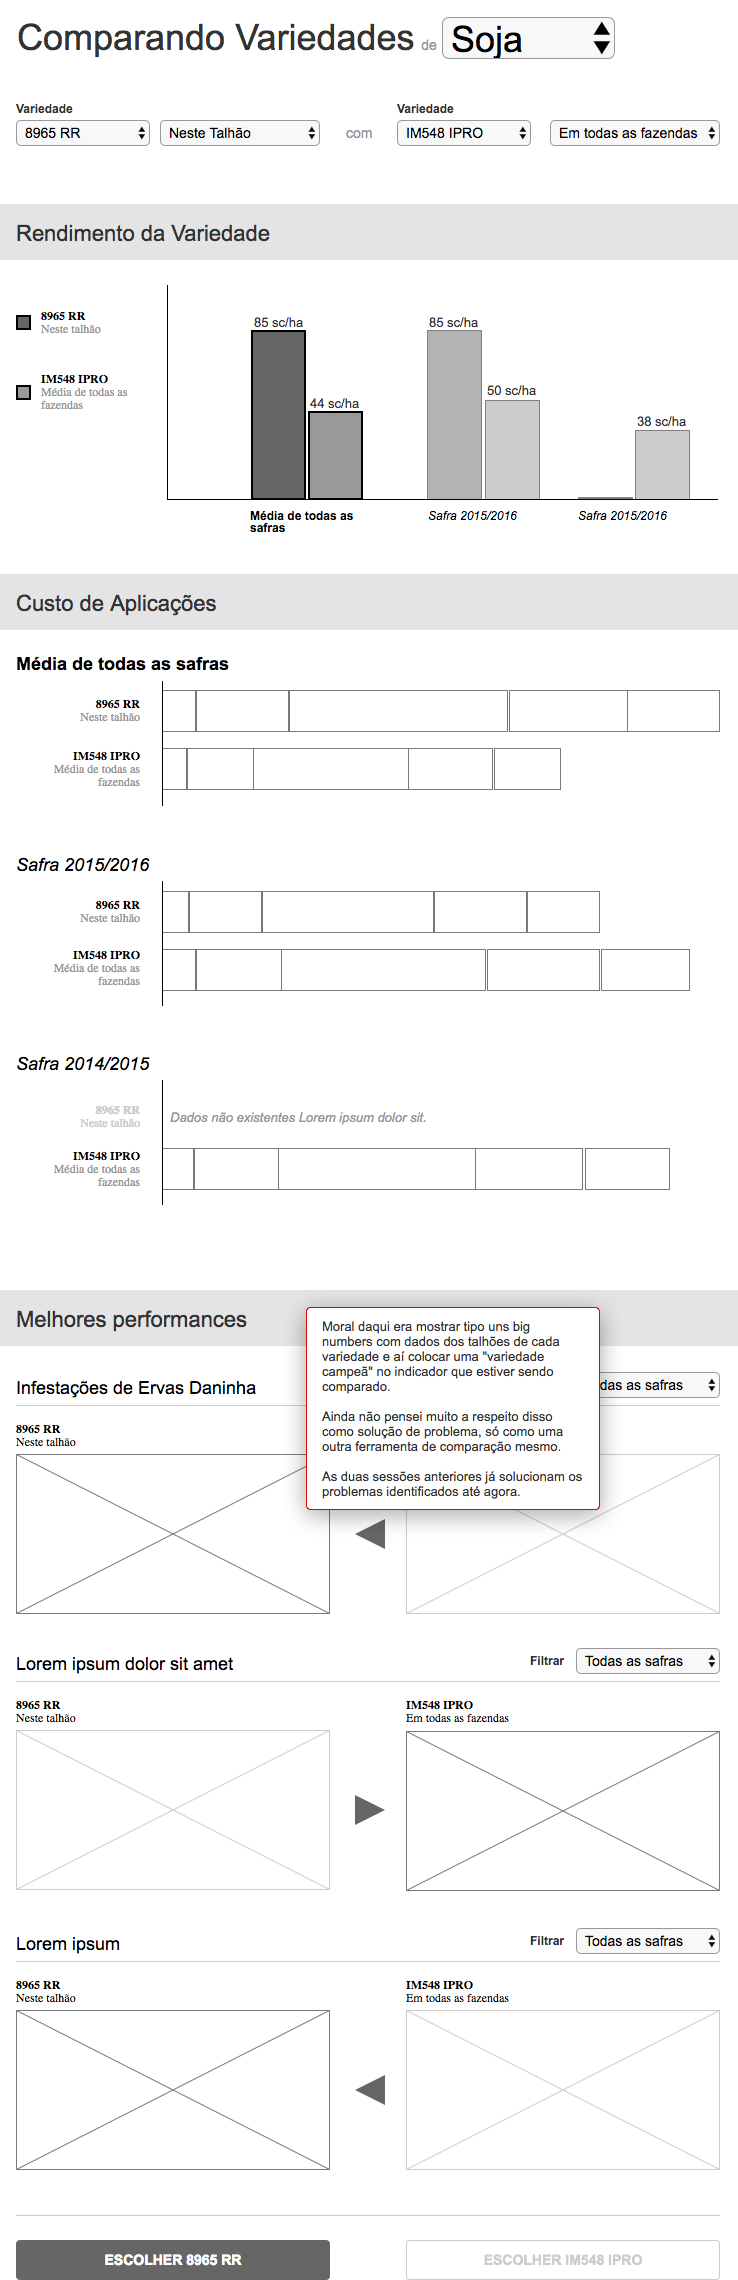 Comparando Variedades de Soja
Variedade
8965 RR
Neste Talhão
com
Variedade
IM548 IPRO
Em todas as fazendas
Rendimento da Variedade
8965 RR
Neste talhão
IM548 IPRO
Média de todas as
fazendas
85 sc/ha
44 sc/ha
85 sc/ha
50 sc/ha
38 sc/ha
Média de todas as
safras
Safra 2015/2016
Safra 2015/2016
Custo de Aplicações
Média de todas as safras
8965 RR
Neste talhão
IM548 IPRO
Média de todas as
fazendas
Safra 2015/2016
8965 RR
Neste talhão
IM548 IPRO
Média de todas as
fazendas
Safra 2014/2015
8965 RR
Neste talhão
Dados não existentes Lorem ipsum dolor sit.
IM548 IPRO
Média de todas as
fazendas
Melhores performances
Moral daqui era mostrar tipo uns big
numbers com dados dos talhões de cada
variedade e aí colocar uma "variedade
campeã" no indicador que estiver sendo
comparado.
Ainda não pensei muito a respeito disso
como solução de problema, só como uma
outra ferramenta de comparação mesmo.
As duas sessões anteriores já solucionam os
problemas identificados até agora.
Infestações de Ervas Daninha
das as safras
8965 RR
Neste talhão
Lorem ipsum dolor sit amet
Filtrar
Todas as safras
8965 RR
Neste talhão
IM548 IPRO
Em todas as fazendas
Lorem ipsum
Filtrar
Todas as safras
8965 RR
Neste talhão
IM548 IPRO
Em todas as fazendas
ESCOLHER 8965 RR
ESCOLHER IM548 IPRO